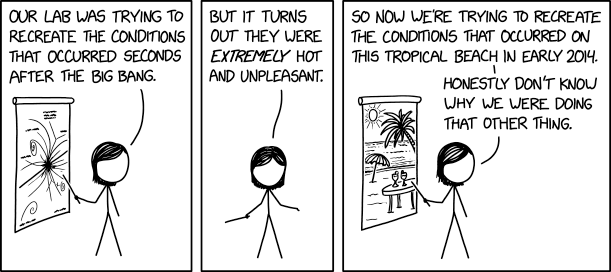 OUR LAB WAS TRYING TO
RECREATE THE CONDITIONS
THAT OCCURRED SECONDS
AFTER THE BIG BANG.
BUT IT TURNS
OUT THEY WERE
EXTREMELY HOT
AND UNPLEASANT.
SO NOW WE'RE TRYING TO RECREATE
THE CONDITIONS THAT OCCURRED ON
THIS TROPICAL BEACH IN EARLY 2014.
HONESTLY DON'T KNOW
WHY WE WERE DOING
THAT OTHER THING.